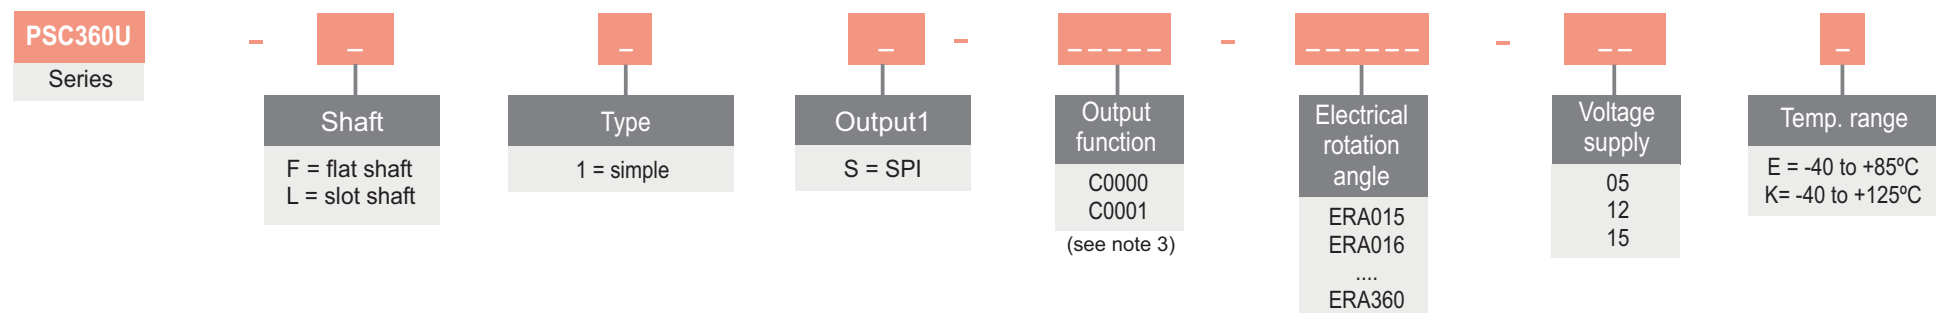 PSC360U - _ _ _ - _ _ _ _ _ - _ _ _ _ _ _ - _ _ _
Series
Shaft
F = flat shaft
L = slot shaft
Type
1 = simple
Output1
S = SPI
Output
function
C0000
C0001
(see note 3)
Electrical
rotation
angle
ERA015
ERA016
....
ERA360
Voltage
supply
05
12
15
Temp. range
E = -40 to +85ºC
K= -40 to +125ºC